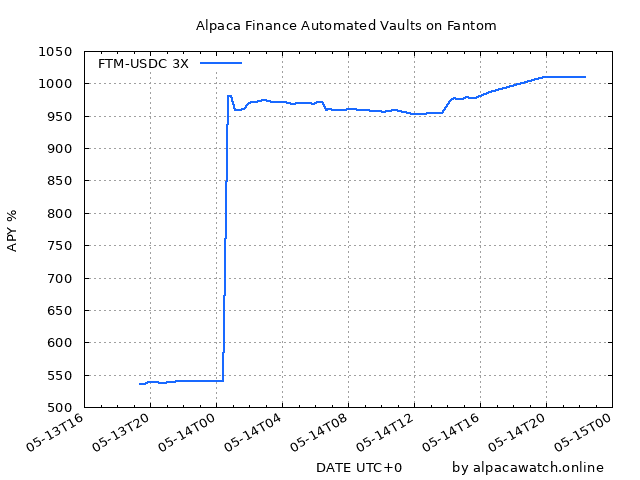 Alpaca Finance Automated Vaults on Fantom
FTM-USDC 3X
APY %
1050
1000
950
900
850
800
750
700
650
600
550
500
05-13T16
05-13T20
05-14T00
05-14T04
05-14T08
05-14T12
05-14T16
05-14T20
05-15T00
DATE UTC+0
by alpacawatch.online